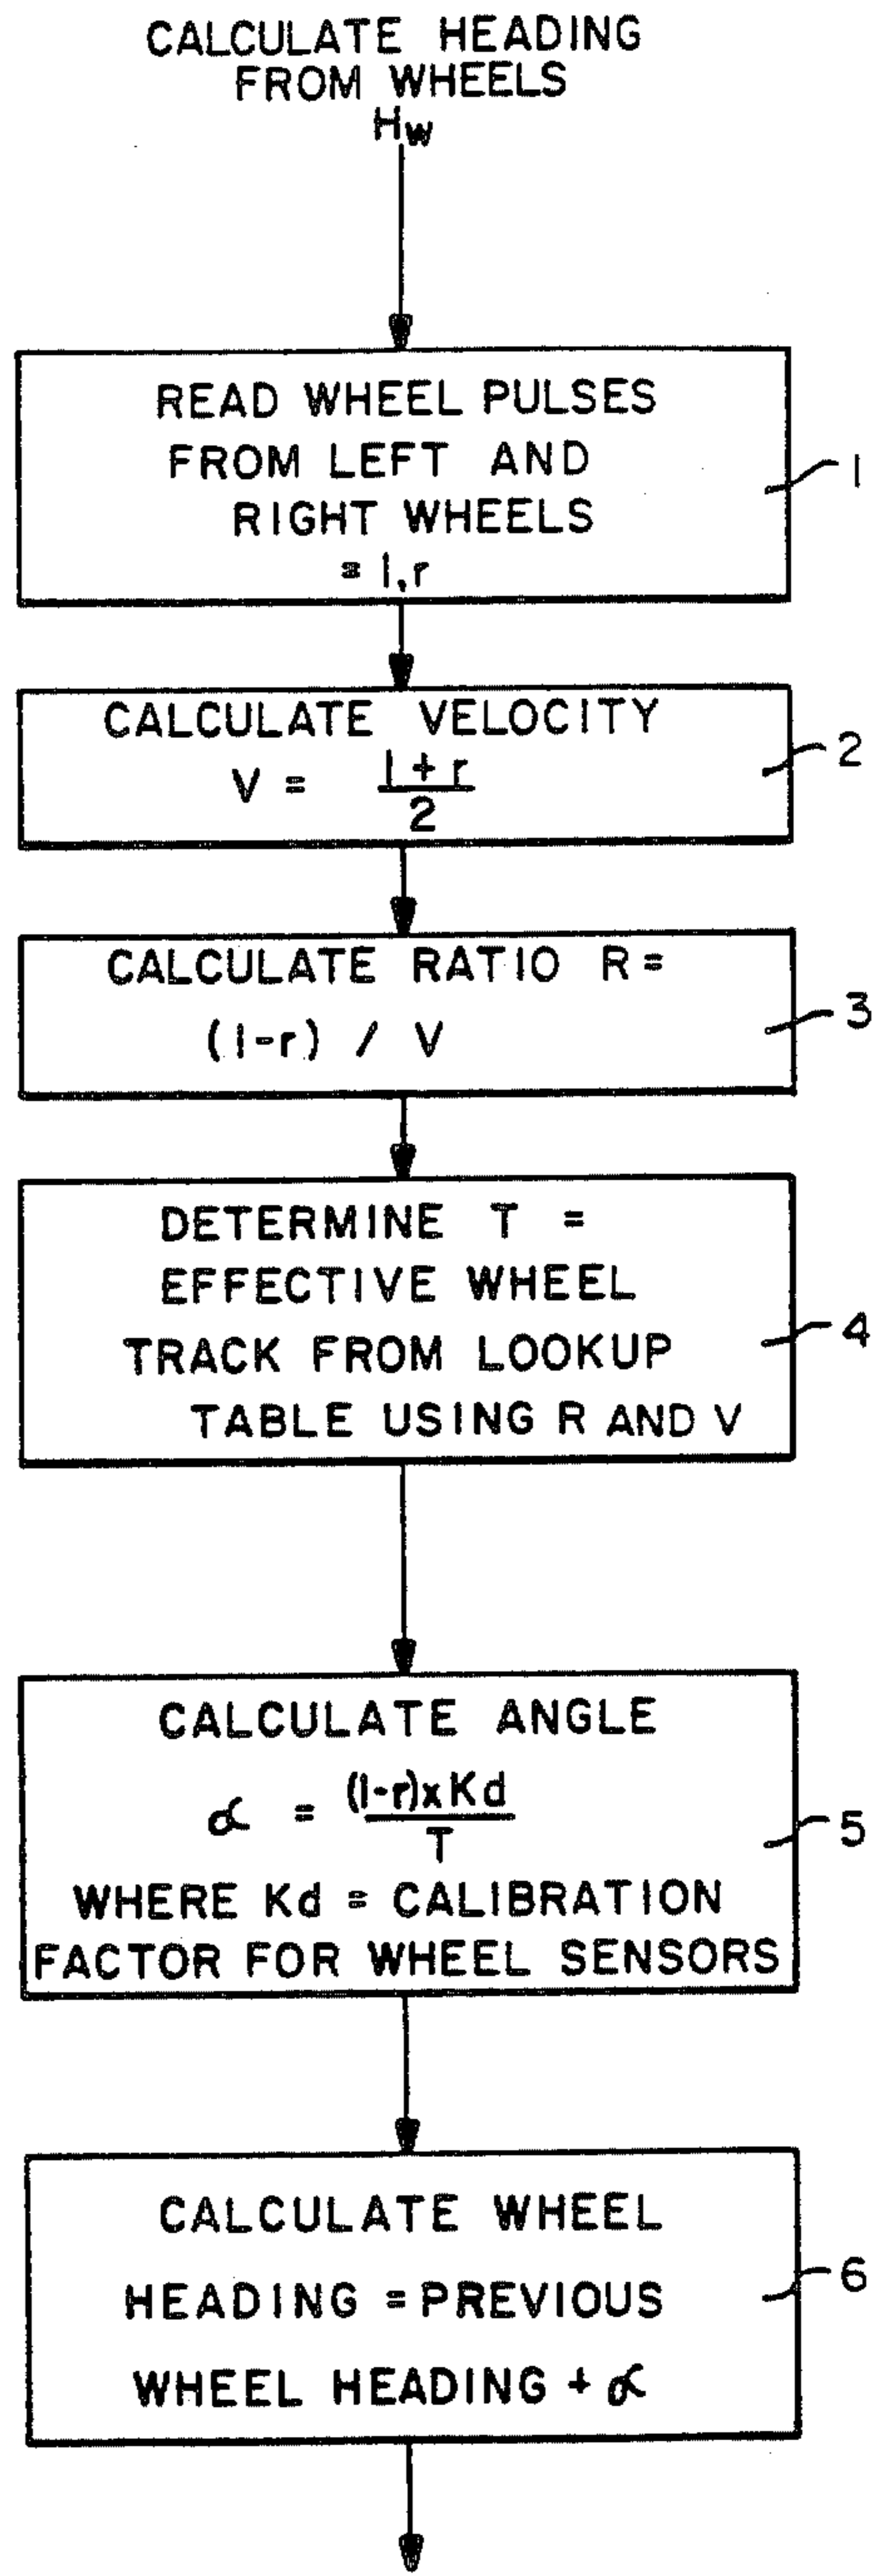 CALCULATE HEADING
FROM WHEELS
Hw
READ WHEEL PULSES
FROM LEFT AND
RIGHT WHEELS
= l,r
1
CALCULATE VELOCITY
V = l+r
2
2
CALCULATE RATIO R=
(l-r) / V
3
DETERMINE T =
EFFECTIVE WHEEL
TRACK FROM LOOKUP
TABLE USING R AND V
4
CALCULATE ANGLE
α = (l-r)xKd
T
WHERE Kd = CALIBRATION
FACTOR FOR WHEEL SENSORS
5
CALCULATE WHEEL
HEADING = PREVIOUS
WHEEL HEADING + α
6